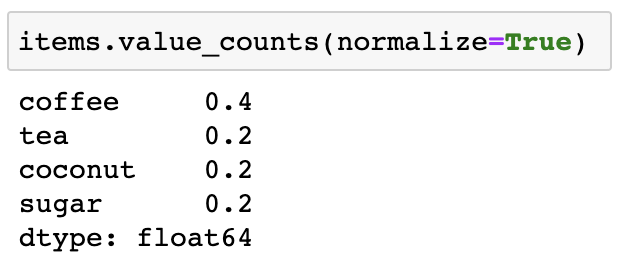 items.value_counts(normalize=True)
coffee     0.4
tea        0.2
coconut    0.2
sugar      0.2
dtype: float64